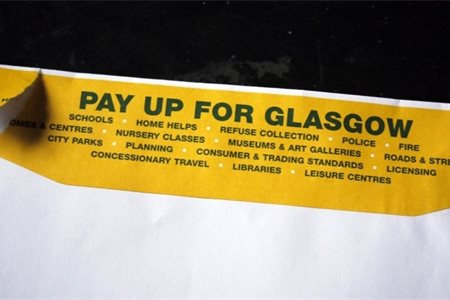 PAY UP FOR GLASGOW
SCHOOLS • HOME HELPS • REFUSE COLLECTION • POLICE • FIRE
& CENTRES • NURSERY CLASSES • MUSEUMS & ART GALLERIES • ROADS &
CITY PARKS • PLANNING • CONSUMER & TRADING STANDARDS • LICENSING
CONCESSIONARY TRAVEL • LIBRARIES • LEISURE CENTRES